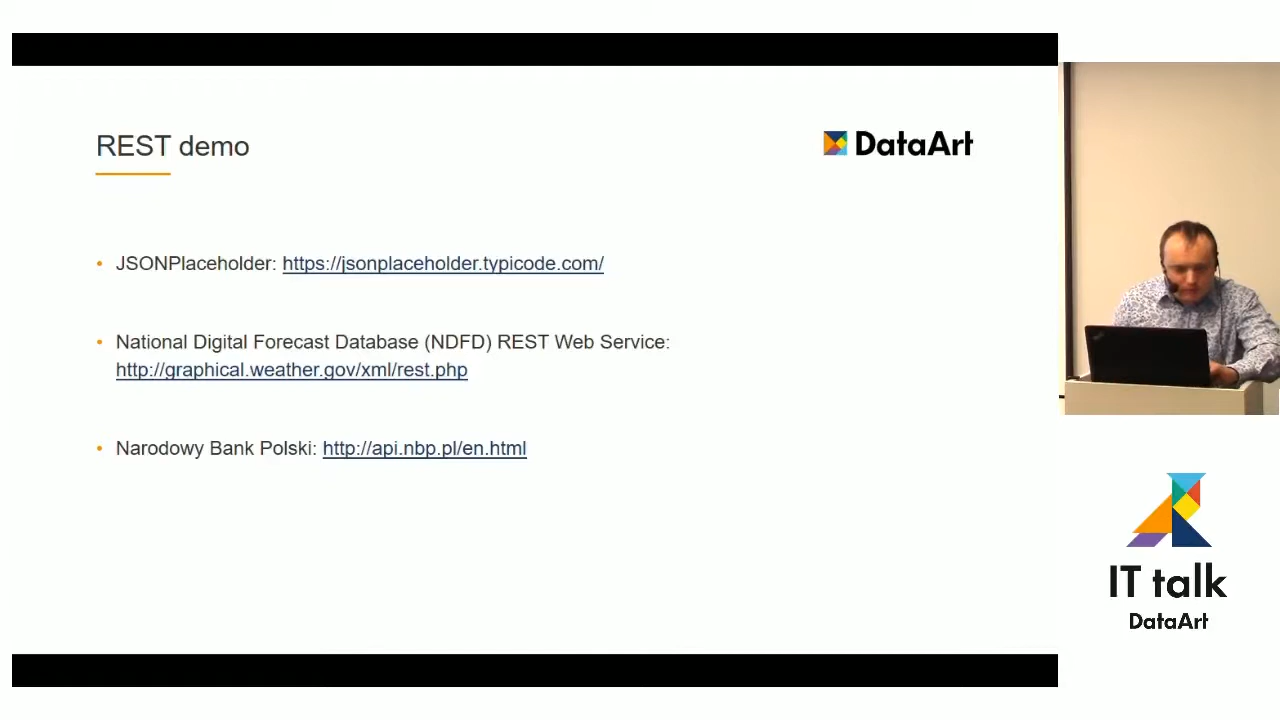 REST demo
DataArt
• JSONPlaceholder: https://jsonplaceholder.typicode.com/
• National Digital Forecast Database (NDFD) REST Web Service:
http://graphical.weather.gov/xml/rest.php
• Narodowy Bank Polski: http://api.nbp.pl/en.html
IT talk
DataArt